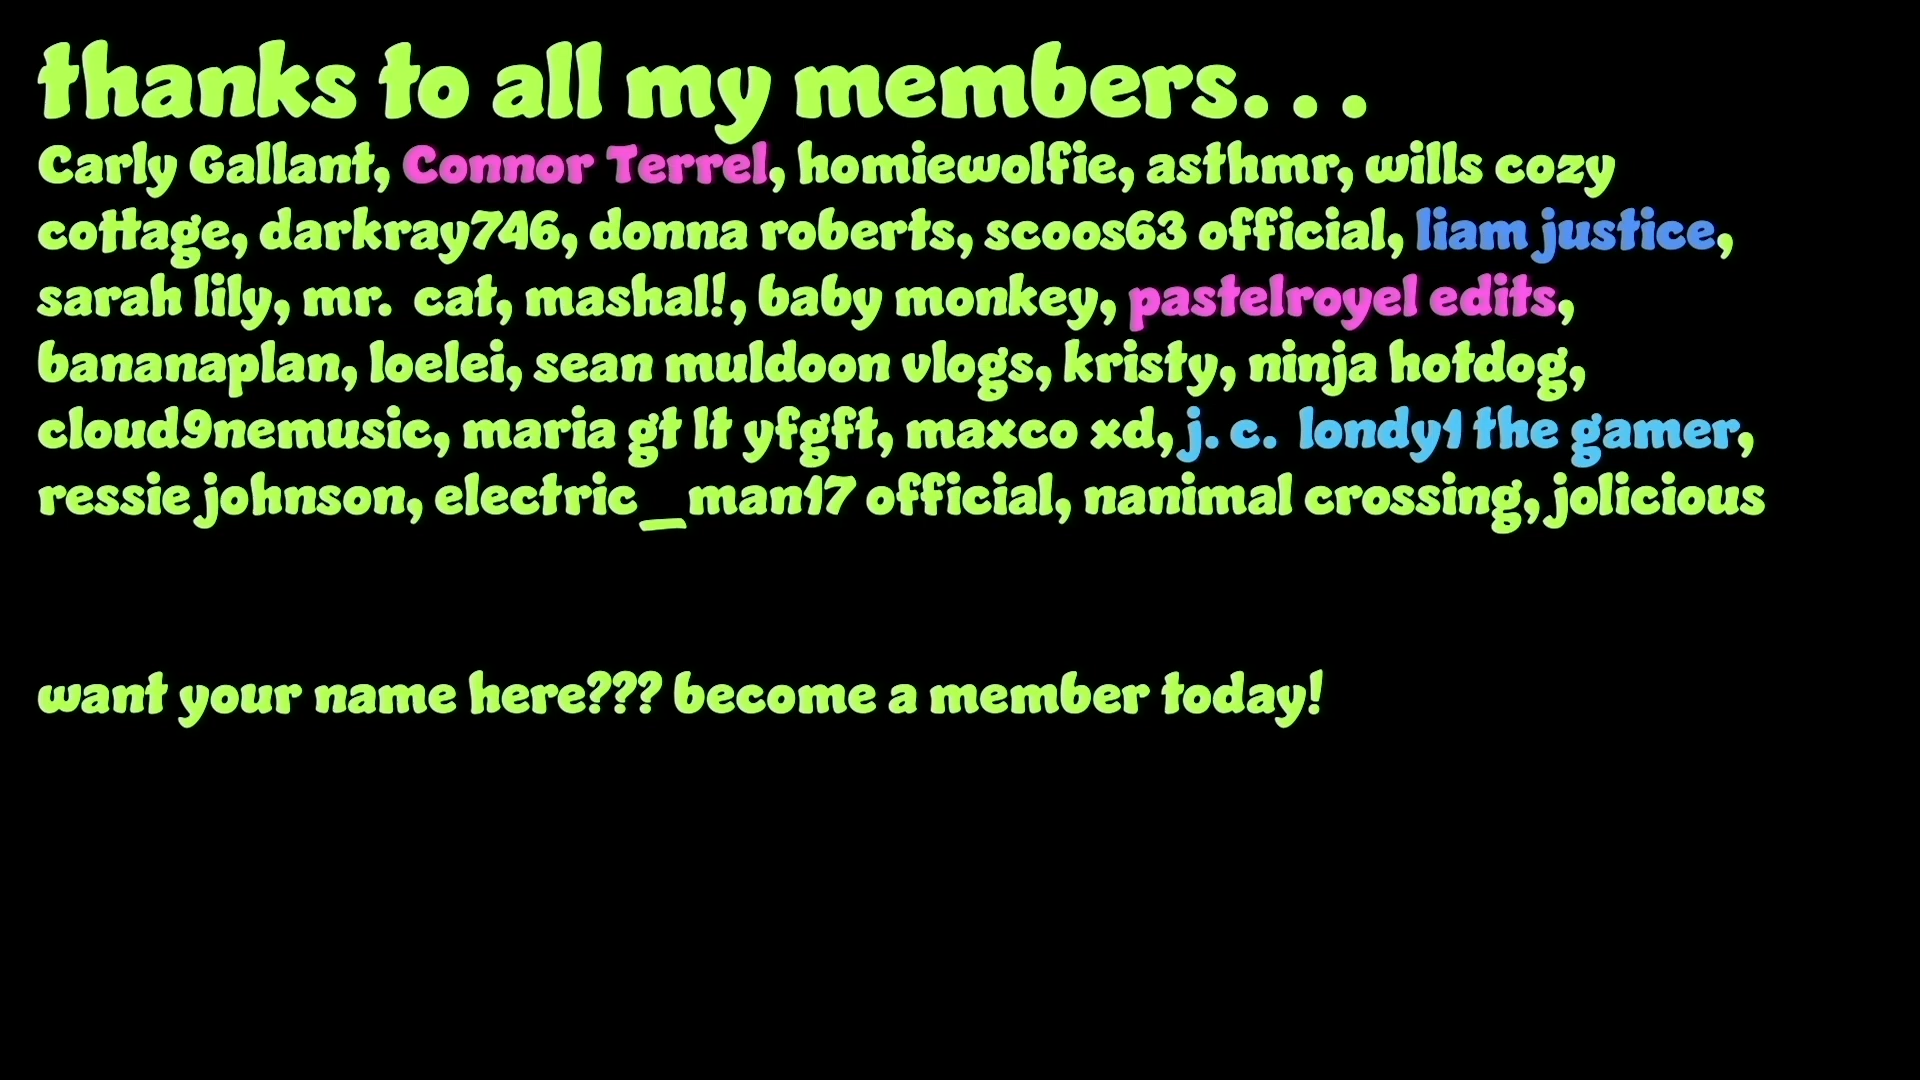 thanks to all my members. . .
Carly Gallant, Connor Terrel, homiewolfie, asthmr, wills cozy
cottage, darkray746, donna roberts, scoos63 official, liam justice,
sarah lily, mr. cat, mashal!, baby monkey, pastelroyel edits,
bananaplan, loelei, sean muldoon vlogs, kristy, ninja hotdog,
cloud9nemusic, maria gt lt yfgft, maxco xd, j. c. londy1 the gamer,
ressie johnson, electric_man17 official, nanimal crossing, jolicious
want your name here??? become a member today!